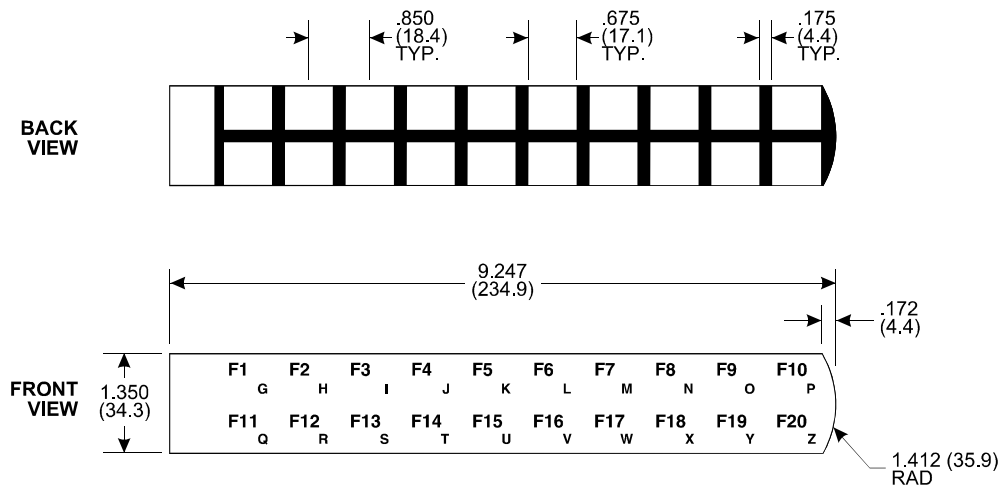 .850
(18.4)
TYP.
.675
(17.1)
TYP.
.175
(4.4)
TYP.
BACK
VIEW
9.247
(234.9)
.172
(4.4)
FRONT
VIEW
1.350
(34.3)
F1 F2 F3 F4 F5 F6 F7 F8 F9 F10
G H I J K L M N O P
F11 F12 F13 F14 F15 F16 F17 F18 F19 F20
Q R S T U V W X Y Z
1.412 (35.9)
RAD